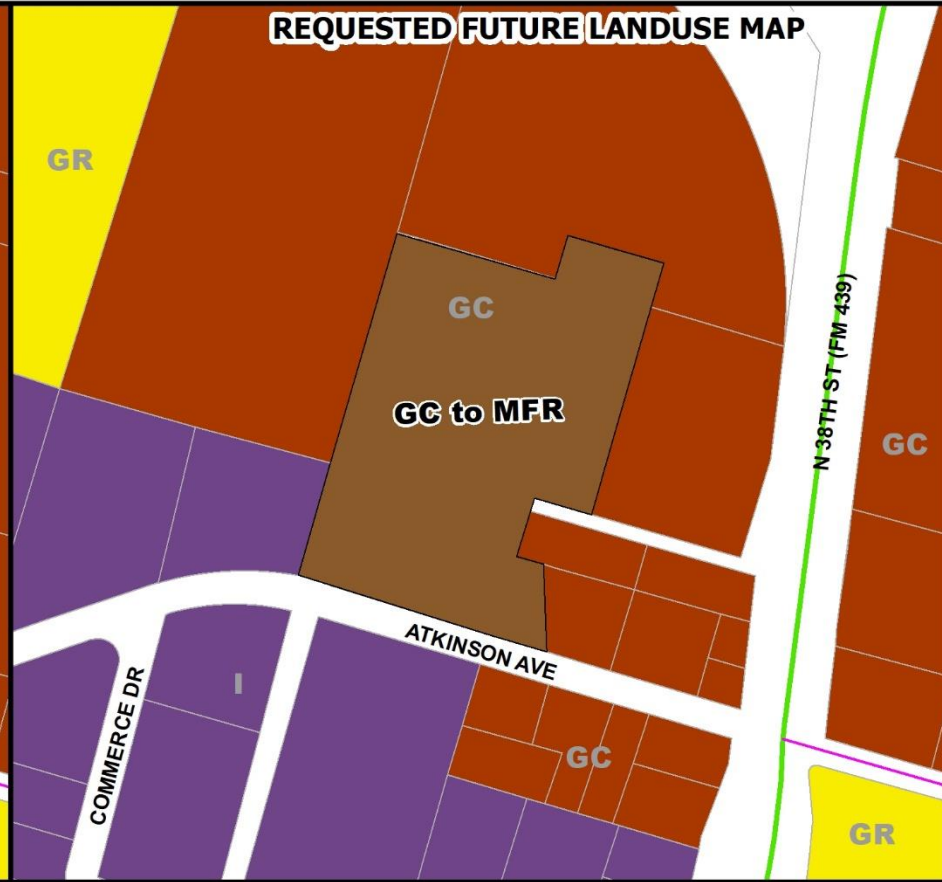 REQUESTED FUTURE LANDUSE MAP
GR
GC
GC to MFR
N 38TH ST (FM 439)
GC
ATKINSON AVE
I
COMMERCE DR
GC
GR